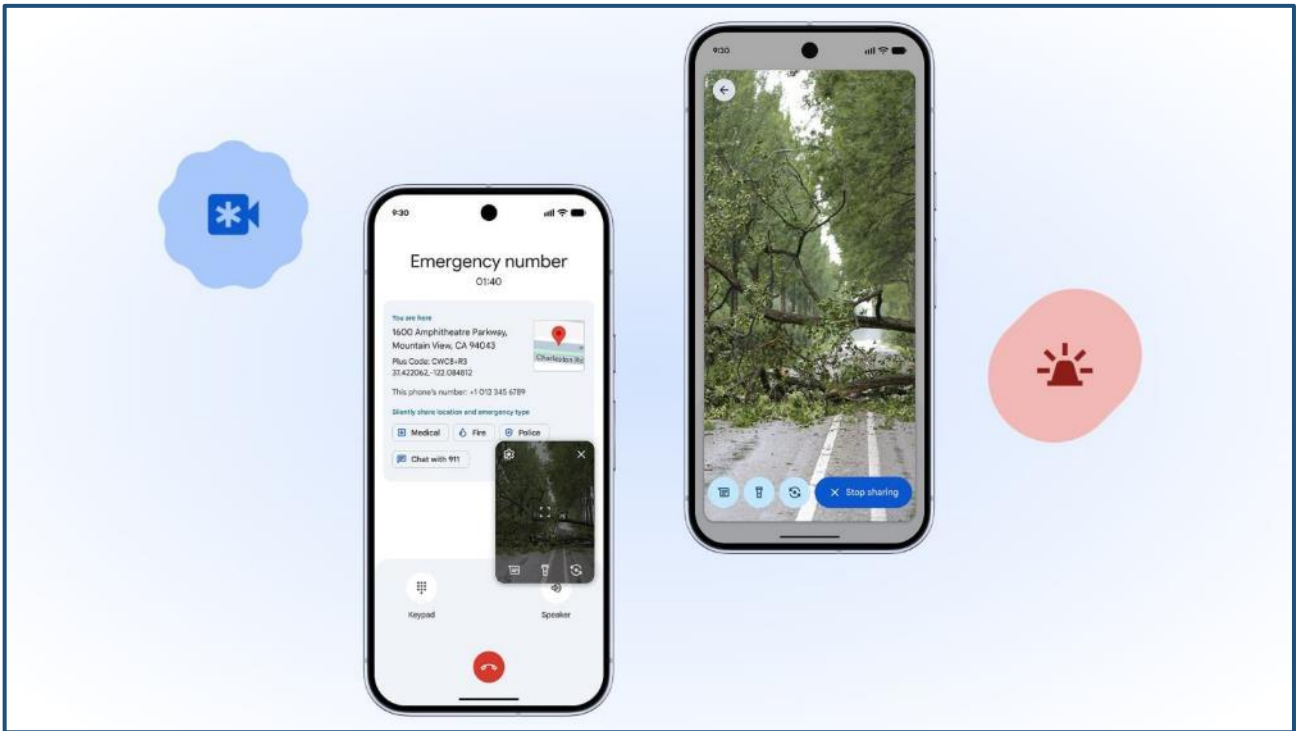 9:30
Emergency number
01:40
You are here
1600 Amphitheatre Parkway,
Mountain View, CA 94043
Plus Code: CWC8+R3
37.422062,-122.084812
Charleston Rd
This phone's number: +1 012 345 6789
Silently share location and emergency type
Medical
Fire
Police
Chat with 911
Keypad
Speaker
9:30
Stop sharing